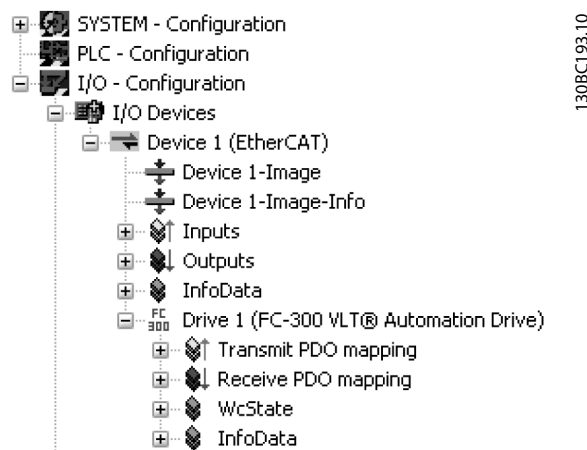 SYSTEM - Configuration
PLC - Configuration
I/O - Configuration
I/O Devices
Device 1 (EtherCAT)
Device 1-Image
Device 1-Image-Info
Inputs
Outputs
InfoData
FC
300
Drive 1 (FC-300 VLT® Automation Drive)
Transmit PDO mapping
Receive PDO mapping
WcState
InfoData
130BC193.10